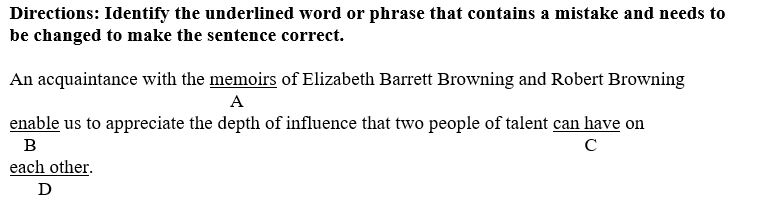 Directions: Identify the underlined word or phrase that contains a mistake and needs to
be changed to make the sentence correct.
An acquaintance with the memoirs of Elizabeth Barrett Browning and Robert Browning
A
enable us to appreciate the depth of influence that two people of talent can have on
B C
each other.
D